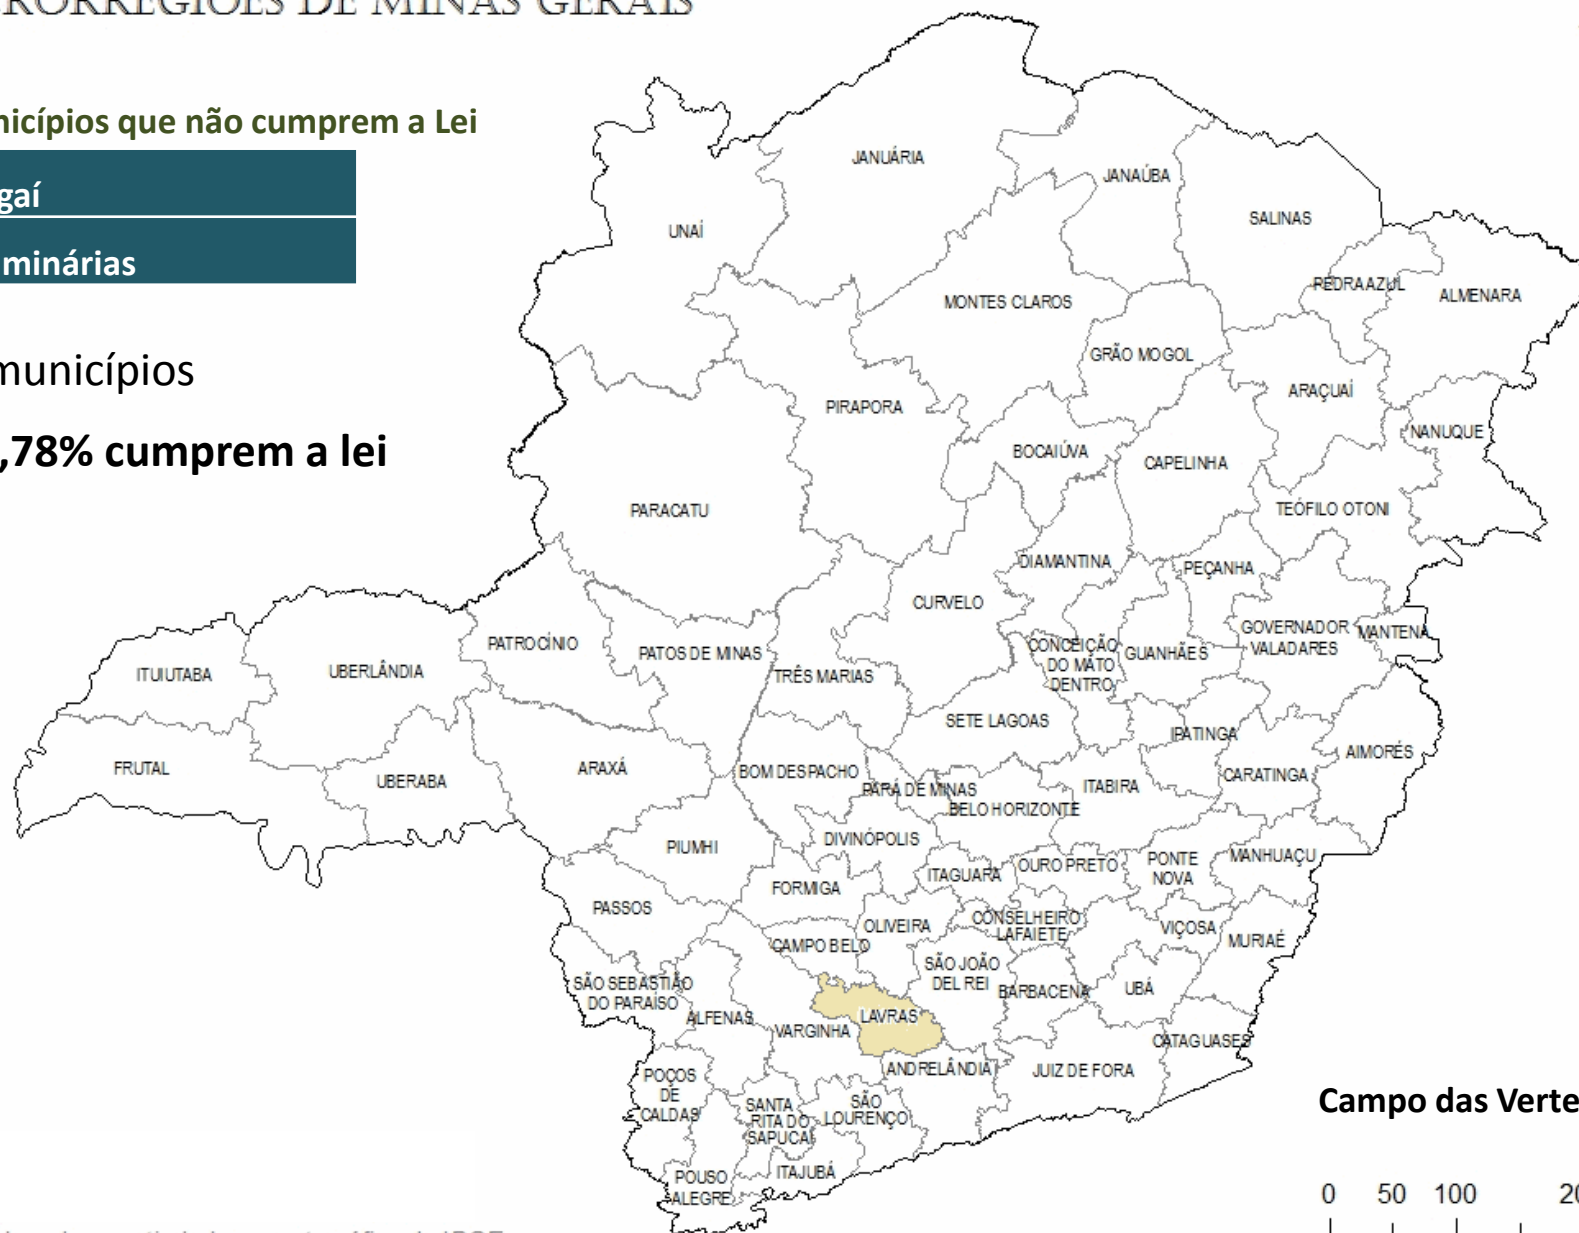 RORREGIÕES DE MINAS GERAIS
nicípios que não cumprem a Lei
gaí
minárias
municípios
,78% cumprem a lei
JANUÁRIA
JANAÚBA
SALINAS
UNAÍ
PEDRA AZUL
ALMENARA
MONTES CLAROS
GRÃO MOGOL
ARAÇUAÍ
PIRAPORA
NANUQUE
BOCAIÚVA
CAPELINHA
PARACATU
TEÓFILO OTONI
DIAMANTINA
PEÇANHA
CURVELO
PATROCÍNIO
PATOS DE MINAS
CONCEIÇÃO
DO MATO
DENTRO
GUANHÃES
GOVERNADOR
VALADARES
MANTENA
ITUIUTABA
UBERLÂNDIA
TRÊS MARIAS
SETE LAGOAS
IPATINGA
AIMORÉS
FRUTAL
UBERABA
ARAXÁ
BOM DESPACHO
PARÁ DE MINAS
BELO HORIZONTE
ITABIRA
CARATINGA
PIUMHI
DIVINÓPOLIS
ITAGUARA
OURO PRETO
PONTE
NOVA
MANHUAÇU
FORMIGA
PASSOS
OLIVEIRA
CONSELHEIRO
LAFAIETE
VIÇOSA
MURIAÉ
CAMPO BELO
SÃO JOÃO
DEL REI
BARBACENA
UBÁ
SÃO SEBASTIÃO
DO PARAÍSO
ALFENAS
VARGINHA
LAVRAS
CATAGUASES
ANDRELÂNDIA
JUIZ DE FORA
POÇOS
DE
CALDAS
SANTA
RITA DO
SAPUCAÍ
SÃO
LOURENÇO
POUSO
ALEGRE
ITAJUBÁ
Campo das Verte
0 50 100 20